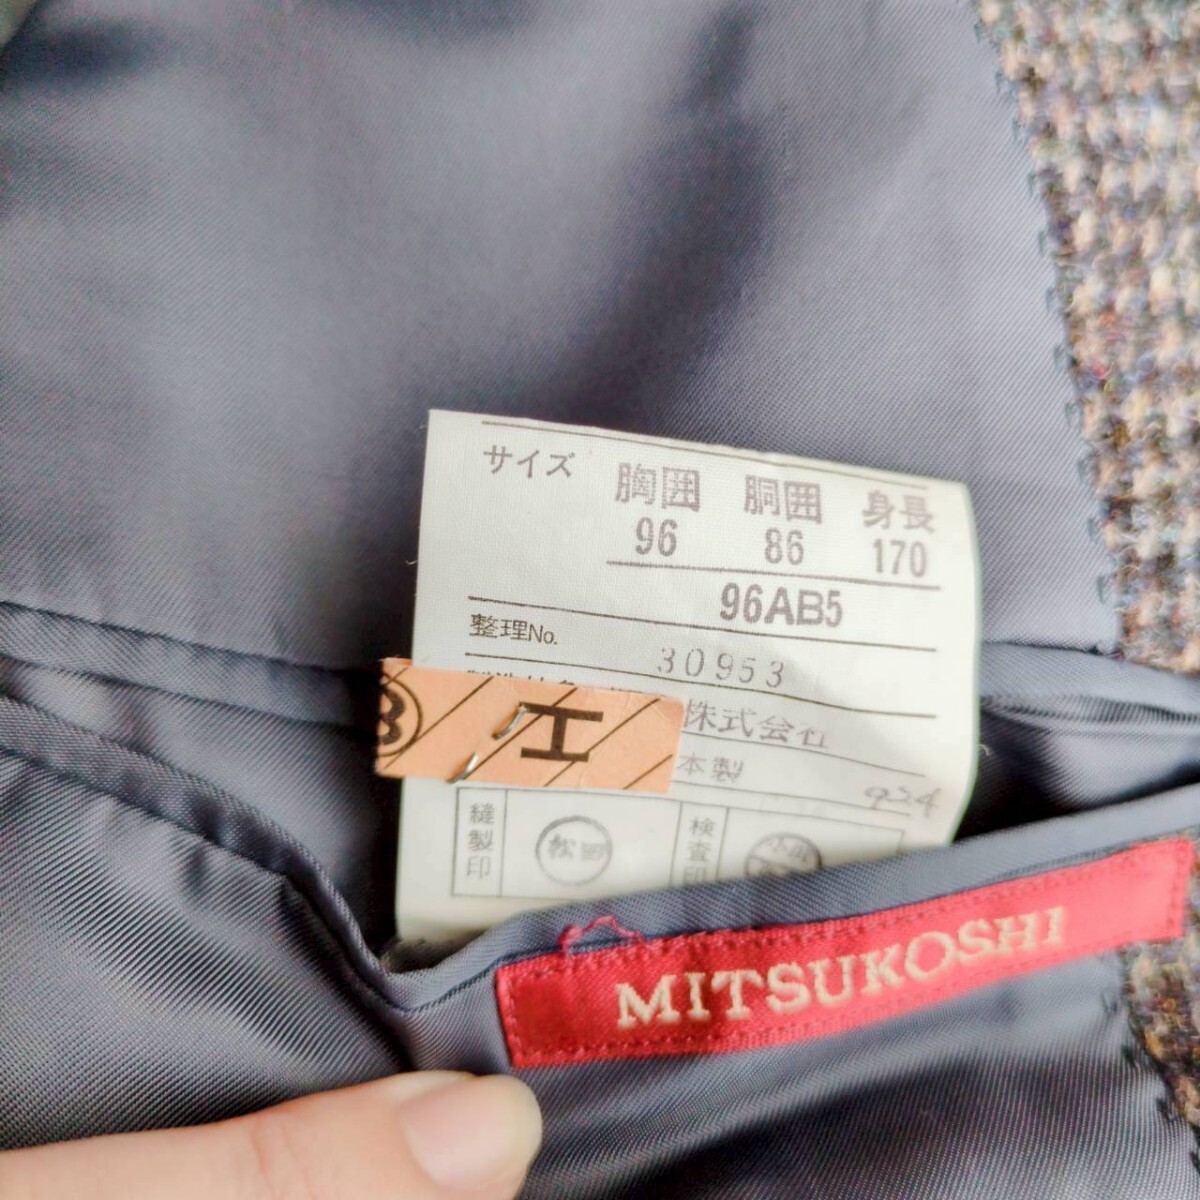 サイズ 胸囲 胴囲 身長
96 86 170
96AB5
整理No. 30953
株式会社
本製
924
エ
縫製印 検査印
MITSUKOSHI